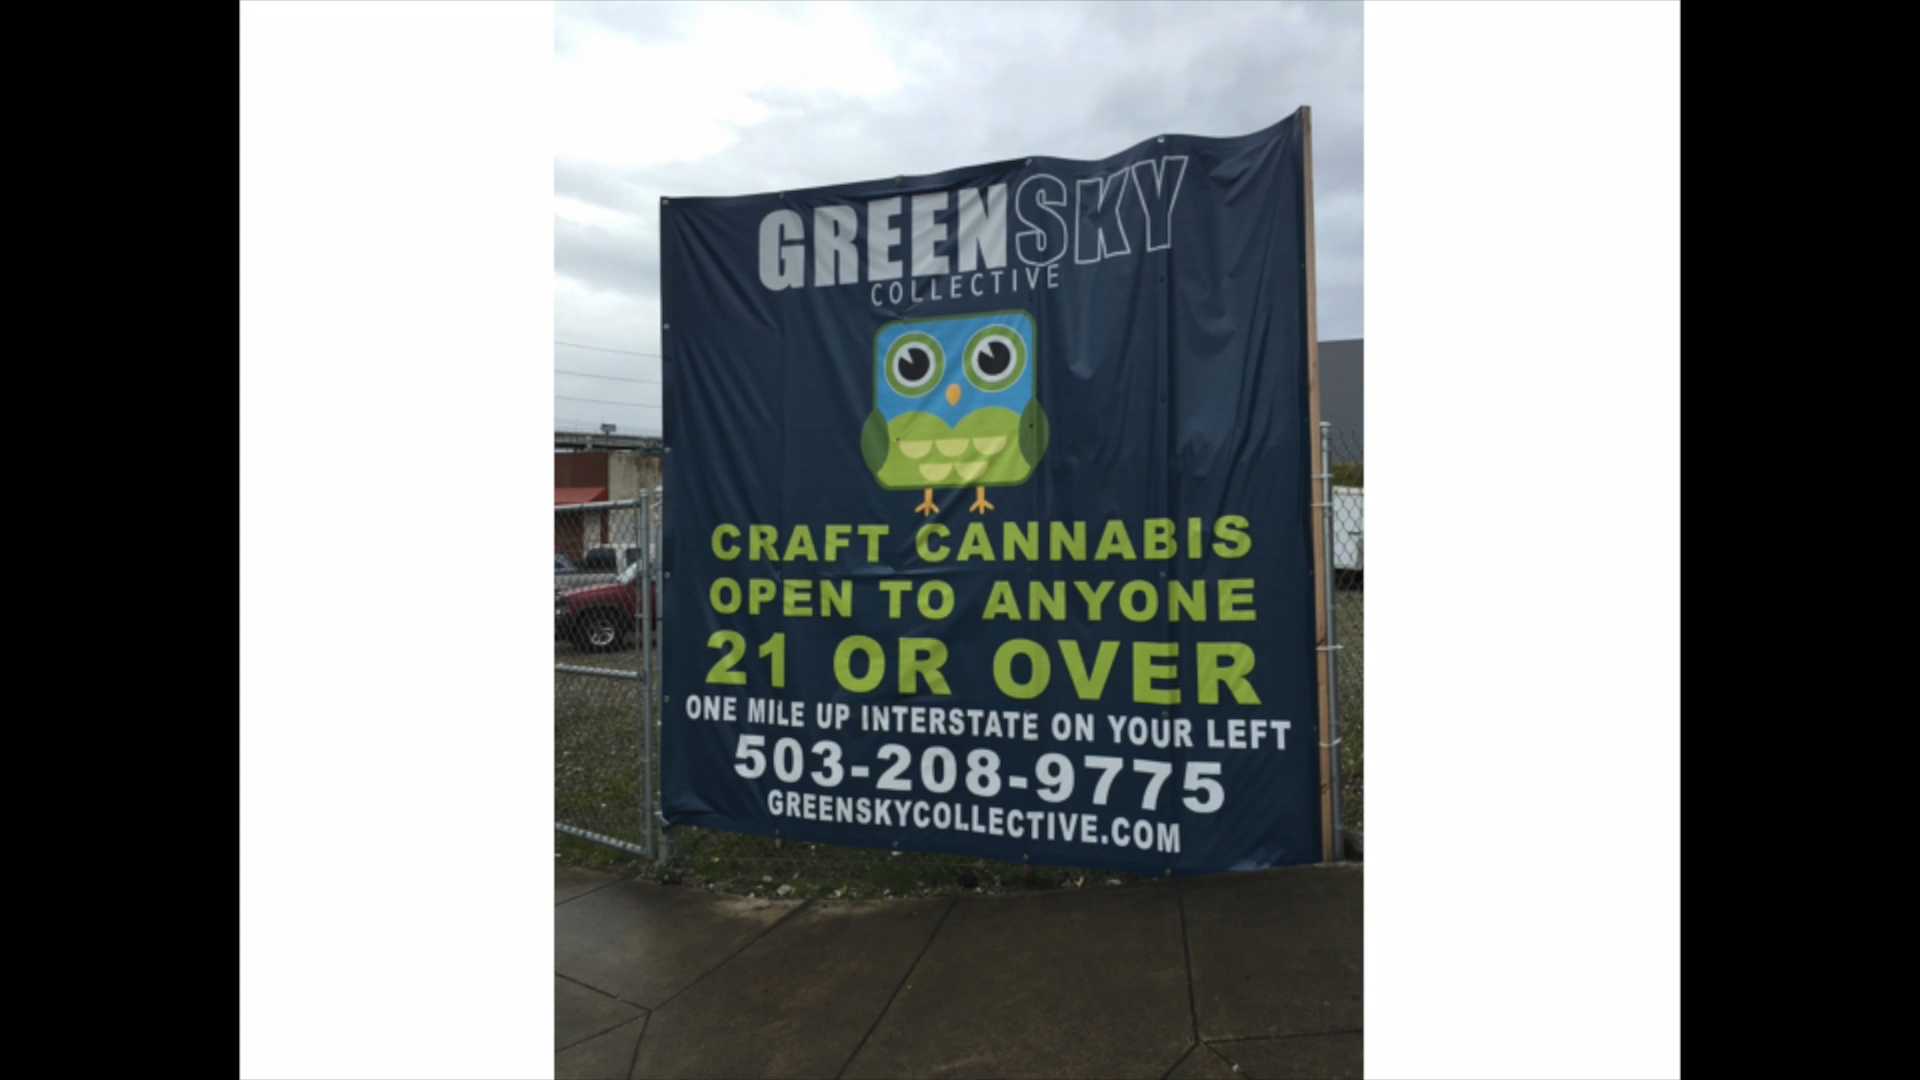 GREENSKY
COLLECTIVE
CRAFT CANNABIS
OPEN TO ANYONE
21 OR OVER
ONE MILE UP INTERSTATE ON YOUR LEFT
503-208-9775
GREENSKYCOLLECTIVE.COM